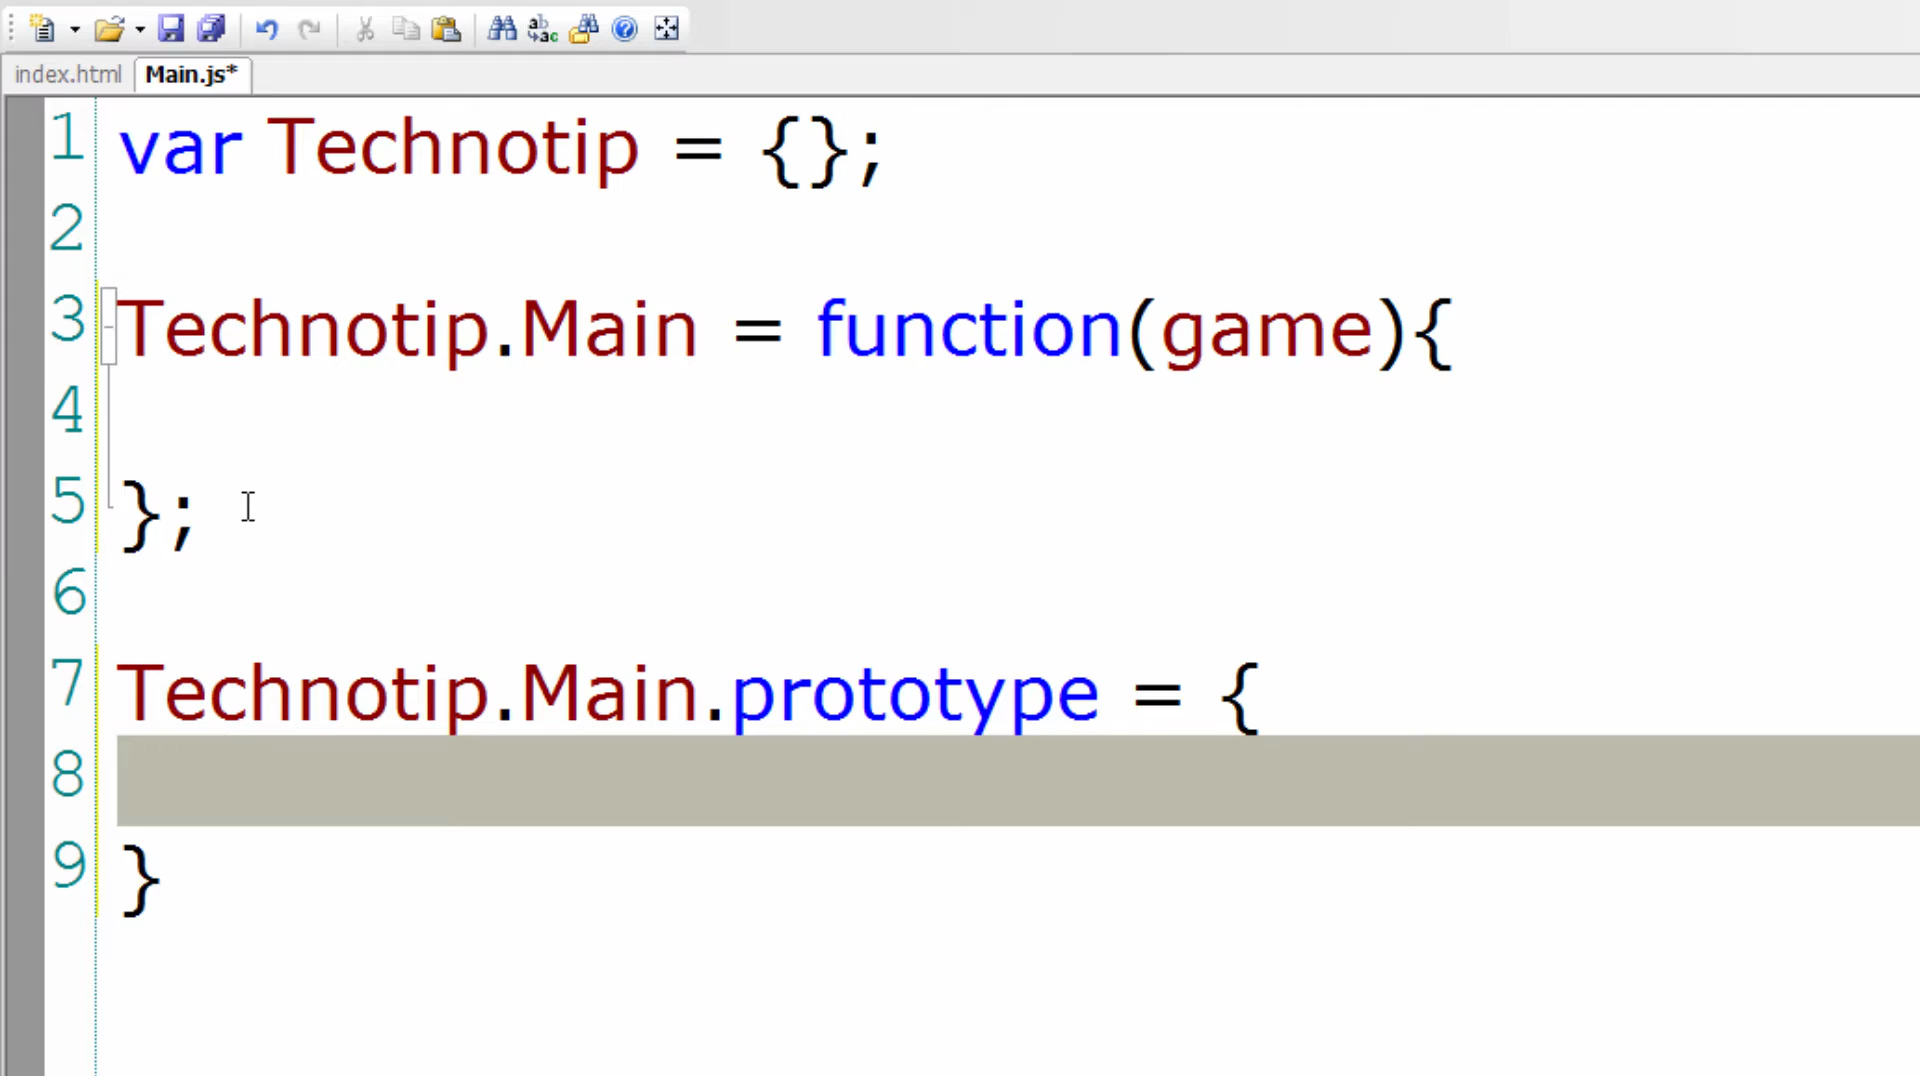 index.html Main.js*
1 var Technotip = {};
2
3 Technotip.Main = function(game){
4
5 };
6
7 Technotip.Main.prototype = {
8
9 }